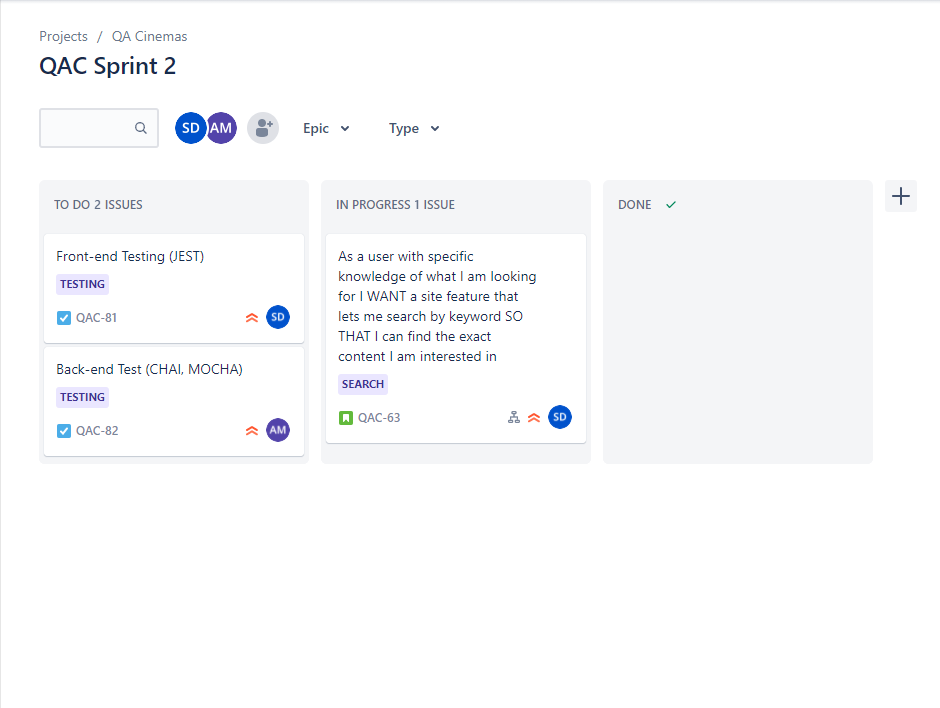 Projects / QA Cinemas
QAC Sprint 2
SD AM Epic Type
TO DO 2 ISSUES
Front-end Testing (JEST)
TESTING
QAC-81 SD
Back-end Test (CHAI, MOCHA)
TESTING
QAC-82 AM
IN PROGRESS 1 ISSUE
As a user with specific
knowledge of what I am looking
for I WANT a site feature that
lets me search by keyword SO
THAT I can find the exact
content I am interested in
SEARCH
QAC-63 SD
DONE